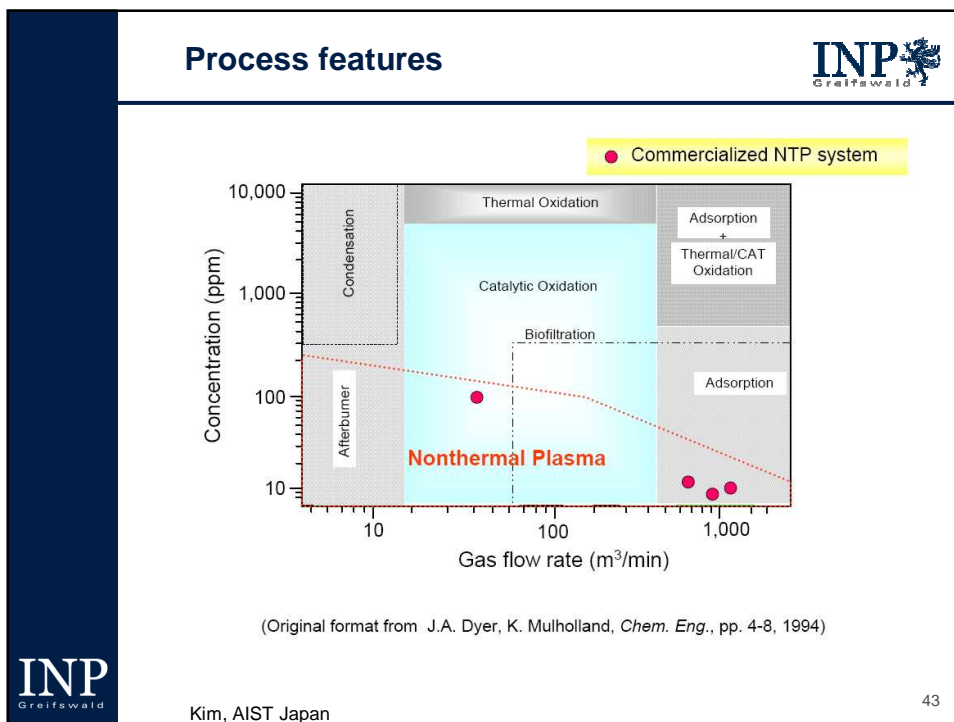 Process features
INP
Greifswald
Commercialized NTP system
Concentration (ppm)
10,000
1,000
100
10
Condensation
Thermal Oxidation
Adsorption
+
Thermal/CAT
Oxidation
Catalytic Oxidation
Biofiltration
Adsorption
Afterburner
Nonthermal Plasma
10
100
1,000
Gas flow rate (m³/min)
(Original format from J.A. Dyer, K. Mulholland, Chem. Eng., pp. 4-8, 1994)
INP
Greifswald
Kim, AIST Japan
43